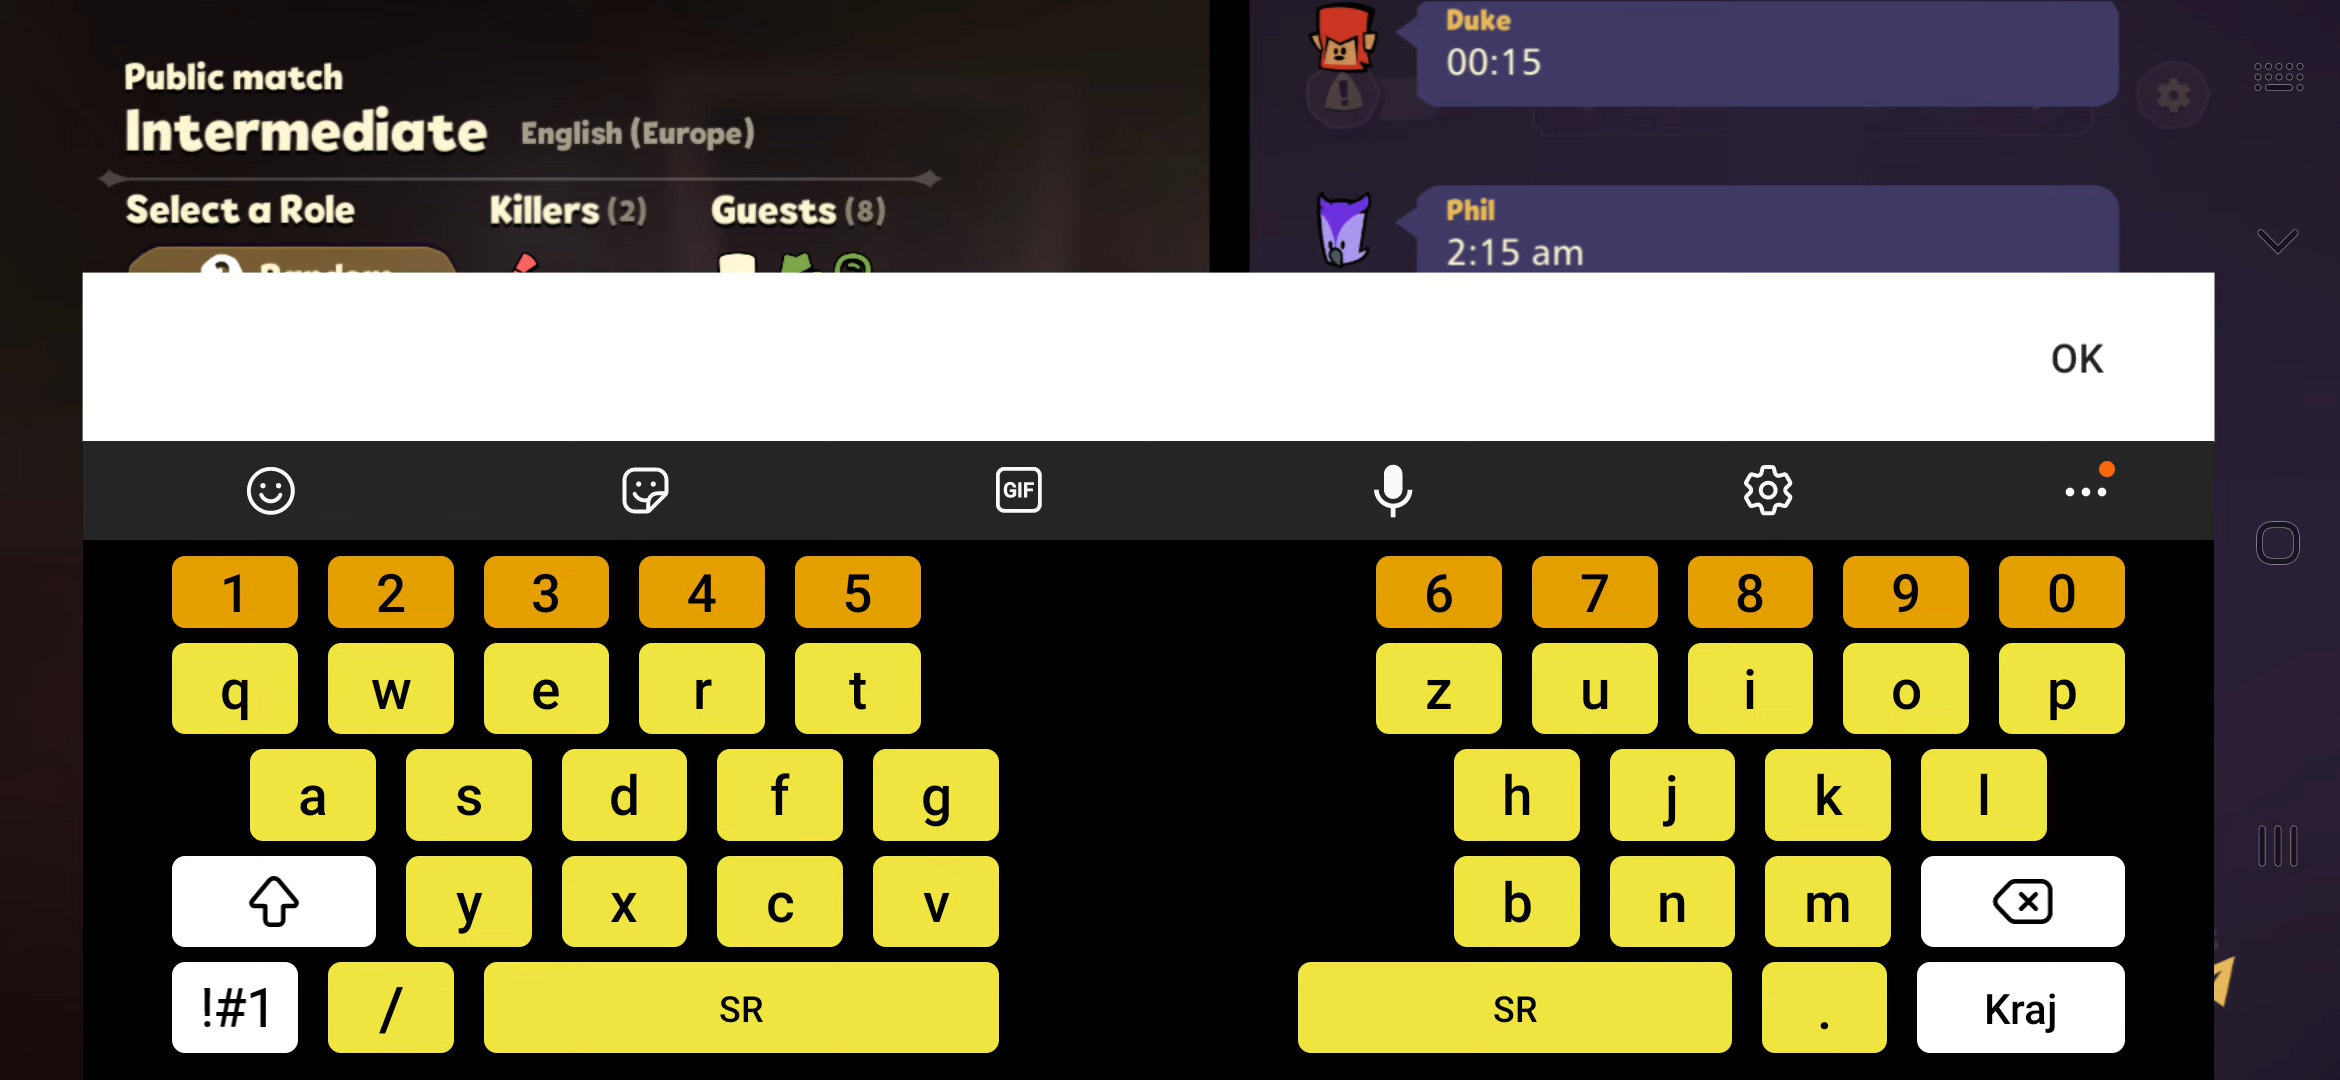 Public match
Intermediate English (Europe)
Select a Role Killers (2) Guests (8)
Random
Duke
00:15
Phil
2:15 am
OK
GIF
1 2 3 4 5 6 7 8 9 0
q w e r t z u i o p
a s d f g h j k l
y x c v b n m
!#1 / SR SR . Kraj